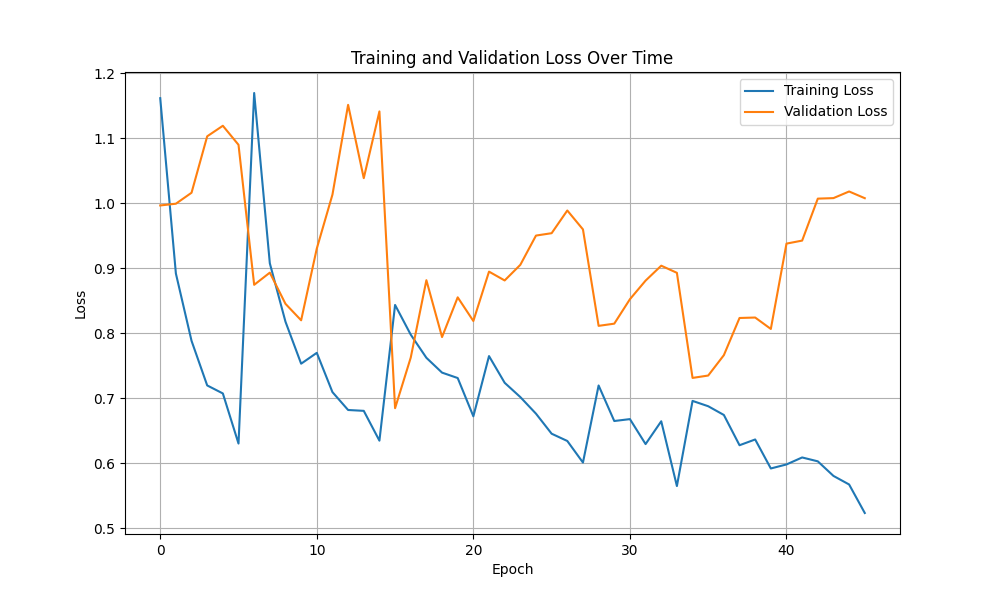 Training and Validation Loss Over Time
Training Loss
Validation Loss
1.2
1.1
1.0
0.9
0.8
0.7
0.6
0.5
Loss
0 10 20 30 40
Epoch